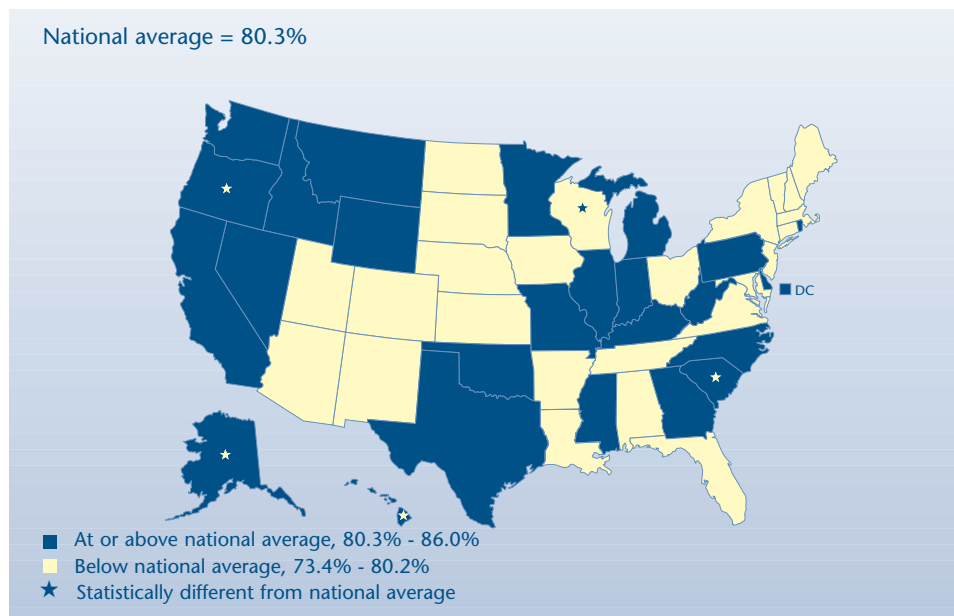 National average = 80.3%
DC
At or above national average, 80.3% - 86.0%
Below national average, 73.4% - 80.2%
Statistically different from national average